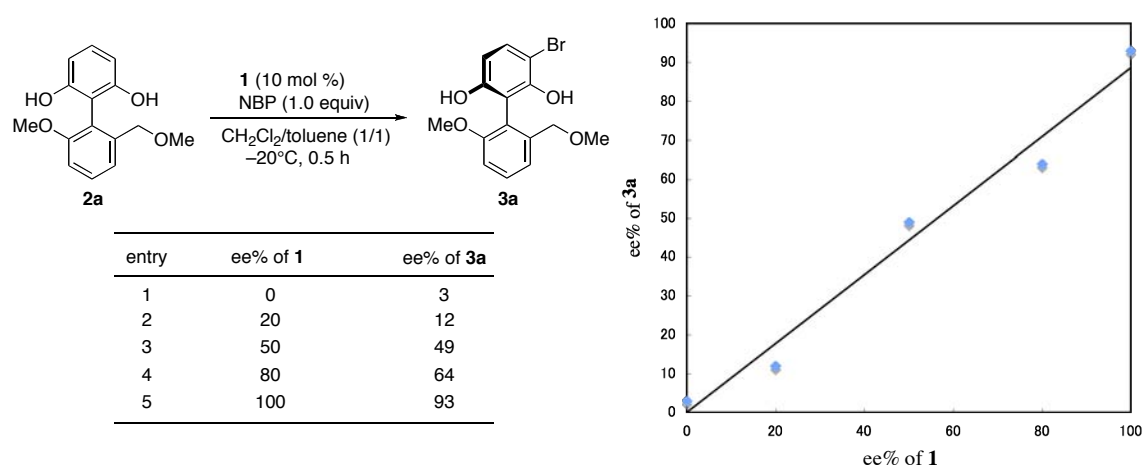 Br
HO
OH
MeO
OMe
2a
1 (10 mol %)
NBP (1.0 equiv)
CH2Cl2/toluene (1/1)
–20°C, 0.5 h
HO
OH
MeO
OMe
3a
entry ee% of 1 ee% of 3a
1 0 3
2 20 12
3 50 49
4 80 64
5 100 93
100
90
80
70
60
50
40
30
20
10
0
ee% of 3a
0 20 40 60 80 100
ee% of 1